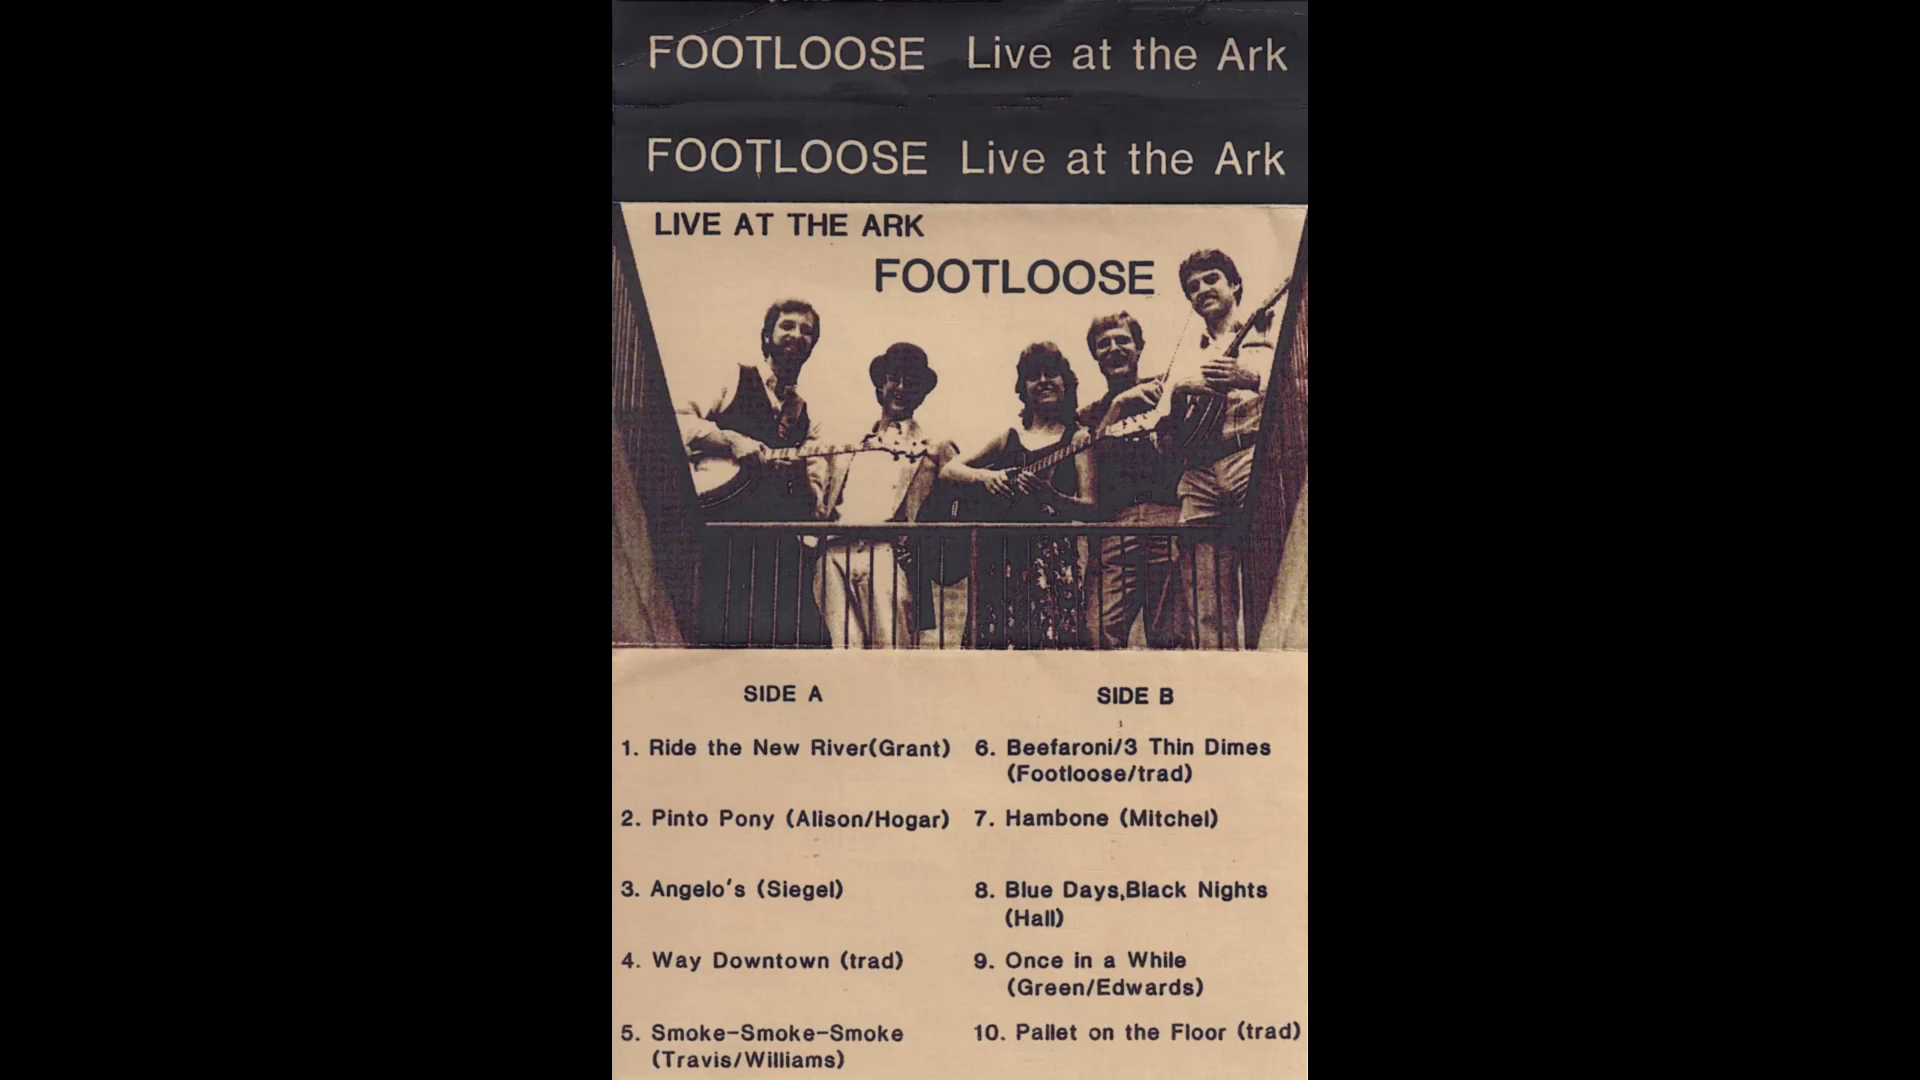 FOOTLOOSE Live at the Ark
FOOTLOOSE Live at the Ark
LIVE AT THE ARK
FOOTLOOSE
SIDE A
1. Ride the New River(Grant)
2. Pinto Pony (Alison/Hogar)
3. Angelo's (Siegel)
4. Way Downtown (trad)
5. Smoke-Smoke-Smoke
(Travis/Williams)
SIDE B
6. Beefaroni/3 Thin Dimes
(Footloose/trad)
7. Hambone (Mitchel)
8. Blue Days,Black Nights
(Hall)
9. Once in a While
(Green/Edwards)
10. Pallet on the Floor (trad)